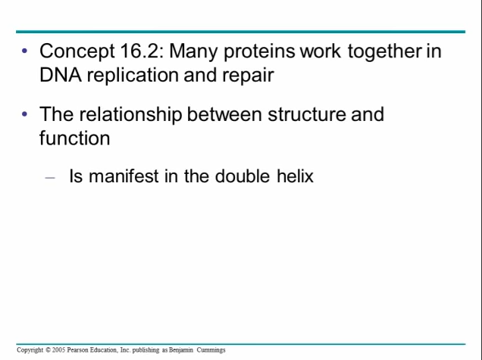 • Concept 16.2: Many proteins work together in
DNA replication and repair
• The relationship between structure and
function
– Is manifest in the double helix
Copyright © 2005 Pearson Education, Inc. publishing as Benjamin Cummings